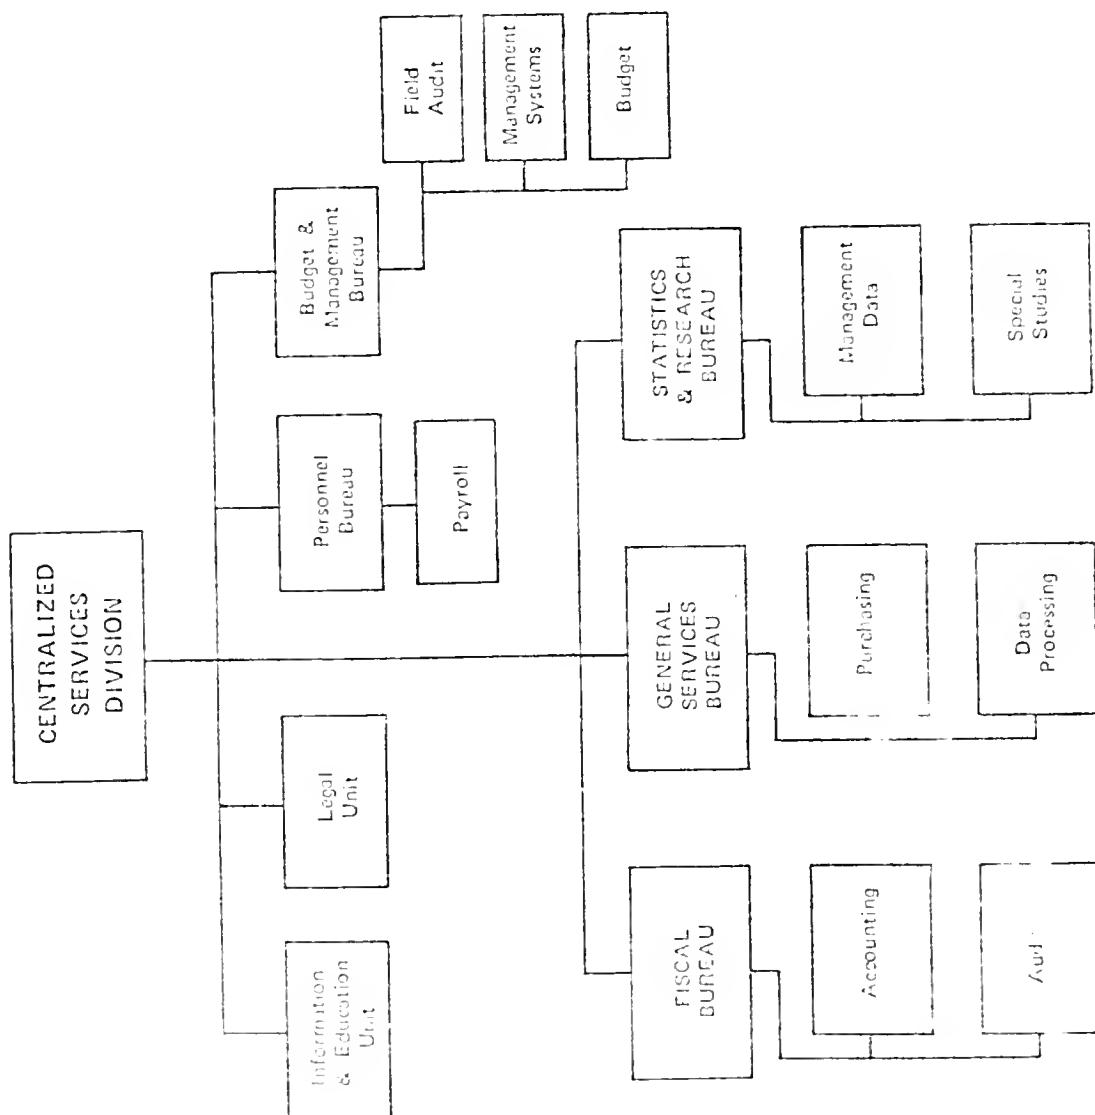 CENTRALIZED
SERVICES
DIVISION
Information
& Education
Unit
Legal
Unit
Personnel
Bureau
Payroll
Budget &
Management
Bureau
Field
Audit
Management
Systems
Budget
FISCAL
BUREAU
Accounting
GENERAL
SERVICES
BUREAU
Purchasing
Data
Processing
STATISTICS
& RESEARCH
BUREAU
Management
Data
Special
Studies